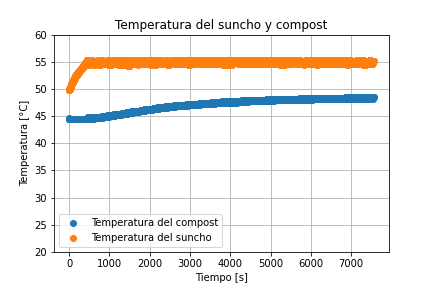 Temperatura del suncho y compost
Temperatura [°C]
60
55
50
45
40
35
30
25
20
Temperatura del compost
Temperatura del suncho
0 1000 2000 3000 4000 5000 6000 7000
Tiempo [s]